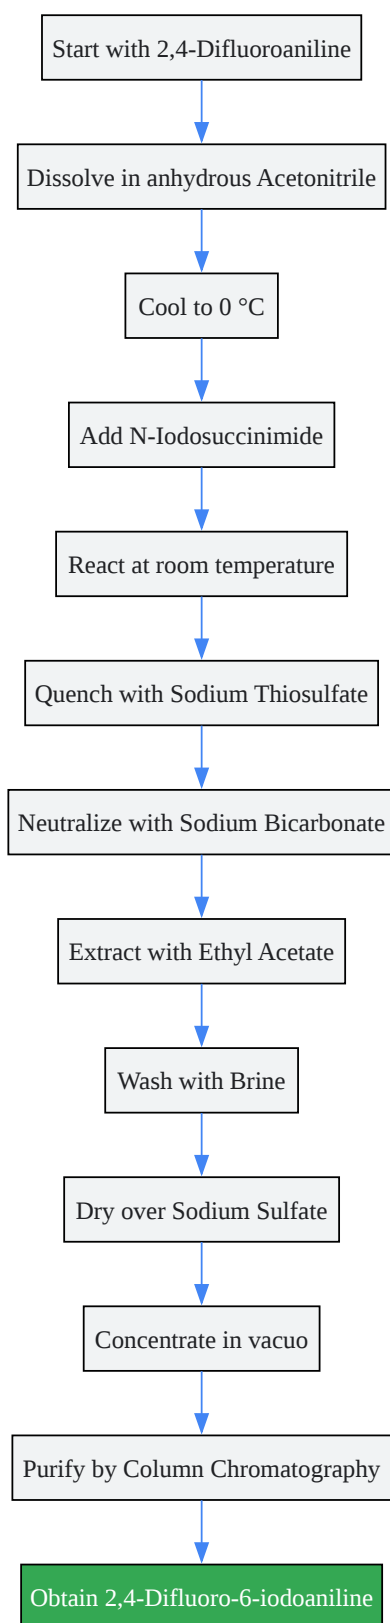 Start with 2,4-Difluoroaniline
Dissolve in anhydrous Acetonitrile
Cool to 0 °C
Add N-Iodosuccinimide
React at room temperature
Quench with Sodium Thiosulfate
Neutralize with Sodium Bicarbonate
Extract with Ethyl Acetate
Wash with Brine
Dry over Sodium Sulfate
Concentrate in vacuo
Purify by Column Chromatography
Obtain 2,4-Difluoro-6-iodoaniline